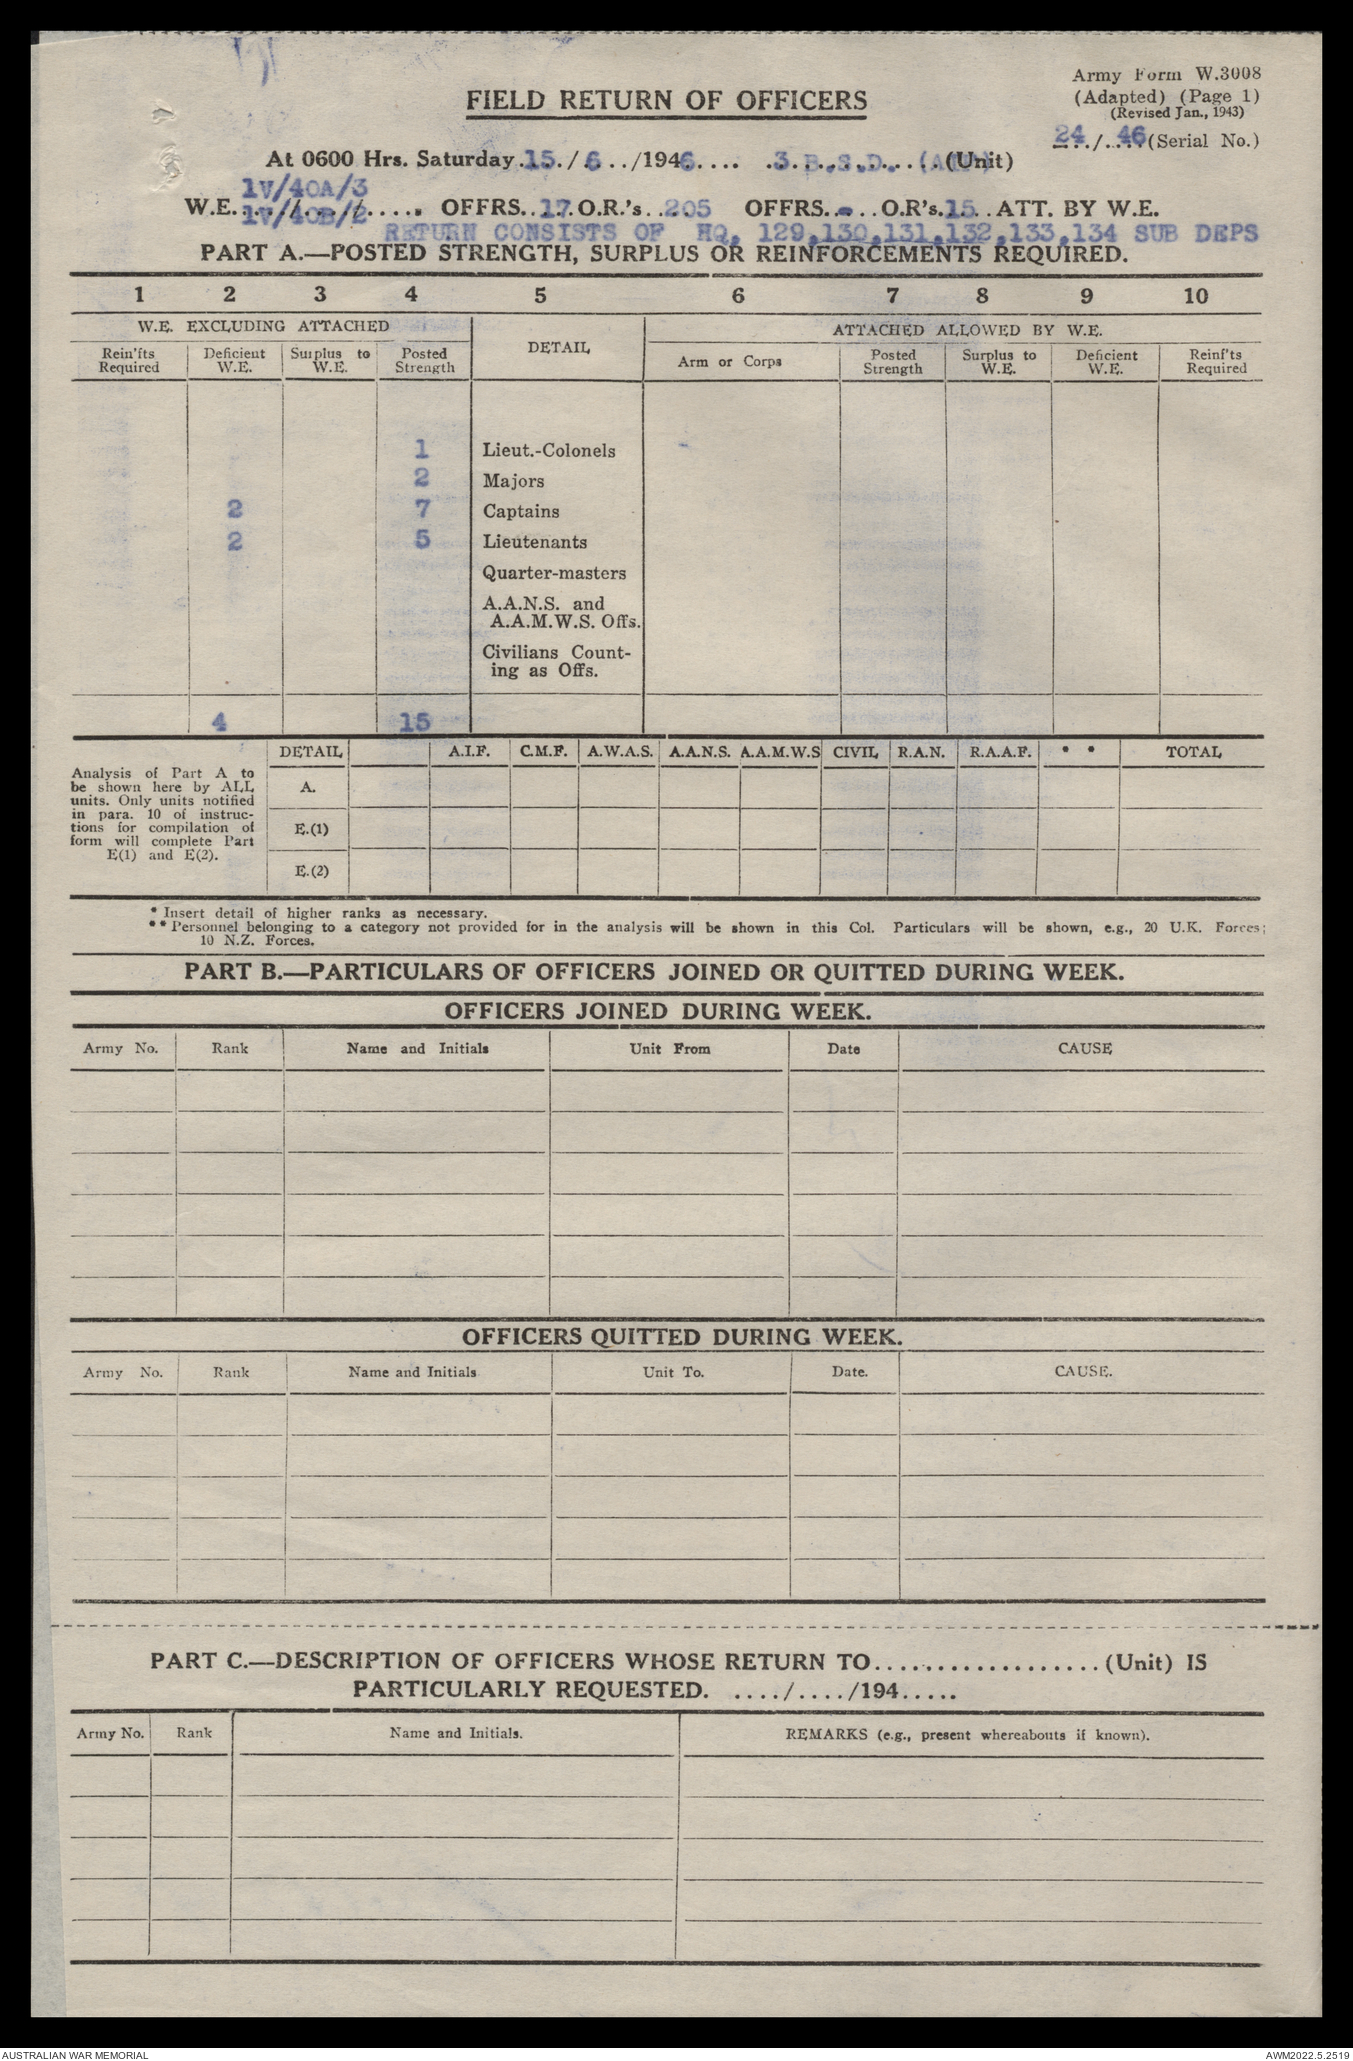 Army Form W.3008
FIELD RETURN OF OFFICERS
(Adapted) (Page 1)
(Revised Jan., 1943)
24../...46(Serial No.)
At 0600 Hrs. Saturday.15./6../1946.... .3.B.S.D. (Unit)
1V/40A/3
W.E.1V/40B/2..... OFFRS..17.O.R.'s..205 OFFRS.-..O.R's.15..ATT. BY W.E.
RETURN CONSISTS OF HQ, 129,130,131,132,133,134 SUB DEPS
PART A.—POSTED STRENGTH, SURPLUS OR REINFORCEMENTS REQUIRED.
1 2 3 4 5 6 7 8 9 10
W.E. EXCLUDING ATTACHED DETAIL ATTACHED ALLOWED BY W.E.
Rein'fts Required Deficient W.E. Surplus to W.E. Posted Strength Arm or Corps Posted Strength Surplus to W.E. Deficient W.E. Reinf'ts Required
1 Lieut.-Colonels
2 Majors
2 7 Captains
2 5 Lieutenants
Quarter-masters
A.A.N.S. and
A.A.M.W.S. Offs.
Civilians Count-
ing as Offs.
4 15
DETAIL A.I.F. C.M.F. A.W.A.S. A.A.N.S. A.A.M.W.S CIVIL R.A.N. R.A.A.F. * * TOTAL
Analysis of Part A to
be shown here by ALL
units. Only units notified
in para. 10 of instruc-
tions for compilation of
form will complete Part
E(1) and E(2).
A.
E.(1)
E.(2)
* Insert detail of higher ranks as necessary.
** Personnel belonging to a category not provided for in the analysis will be shown in this Col. Particulars will be shown, e.g., 20 U.K. Forces;
10 N.Z. Forces.
PART B.—PARTICULARS OF OFFICERS JOINED OR QUITTED DURING WEEK.
OFFICERS JOINED DURING WEEK.
Army No. Rank Name and Initials Unit From Date CAUSE
OFFICERS QUITTED DURING WEEK.
Army No. Rank Name and Initials Unit To. Date. CAUSE.
PART C.—DESCRIPTION OF OFFICERS WHOSE RETURN TO...................(Unit) IS
PARTICULARLY REQUESTED. ..../..../194.....
Army No. Rank Name and Initials. REMARKS (e.g., present whereabouts if known).
AUSTRALIAN WAR MEMORIAL
AWM2022.5.2519